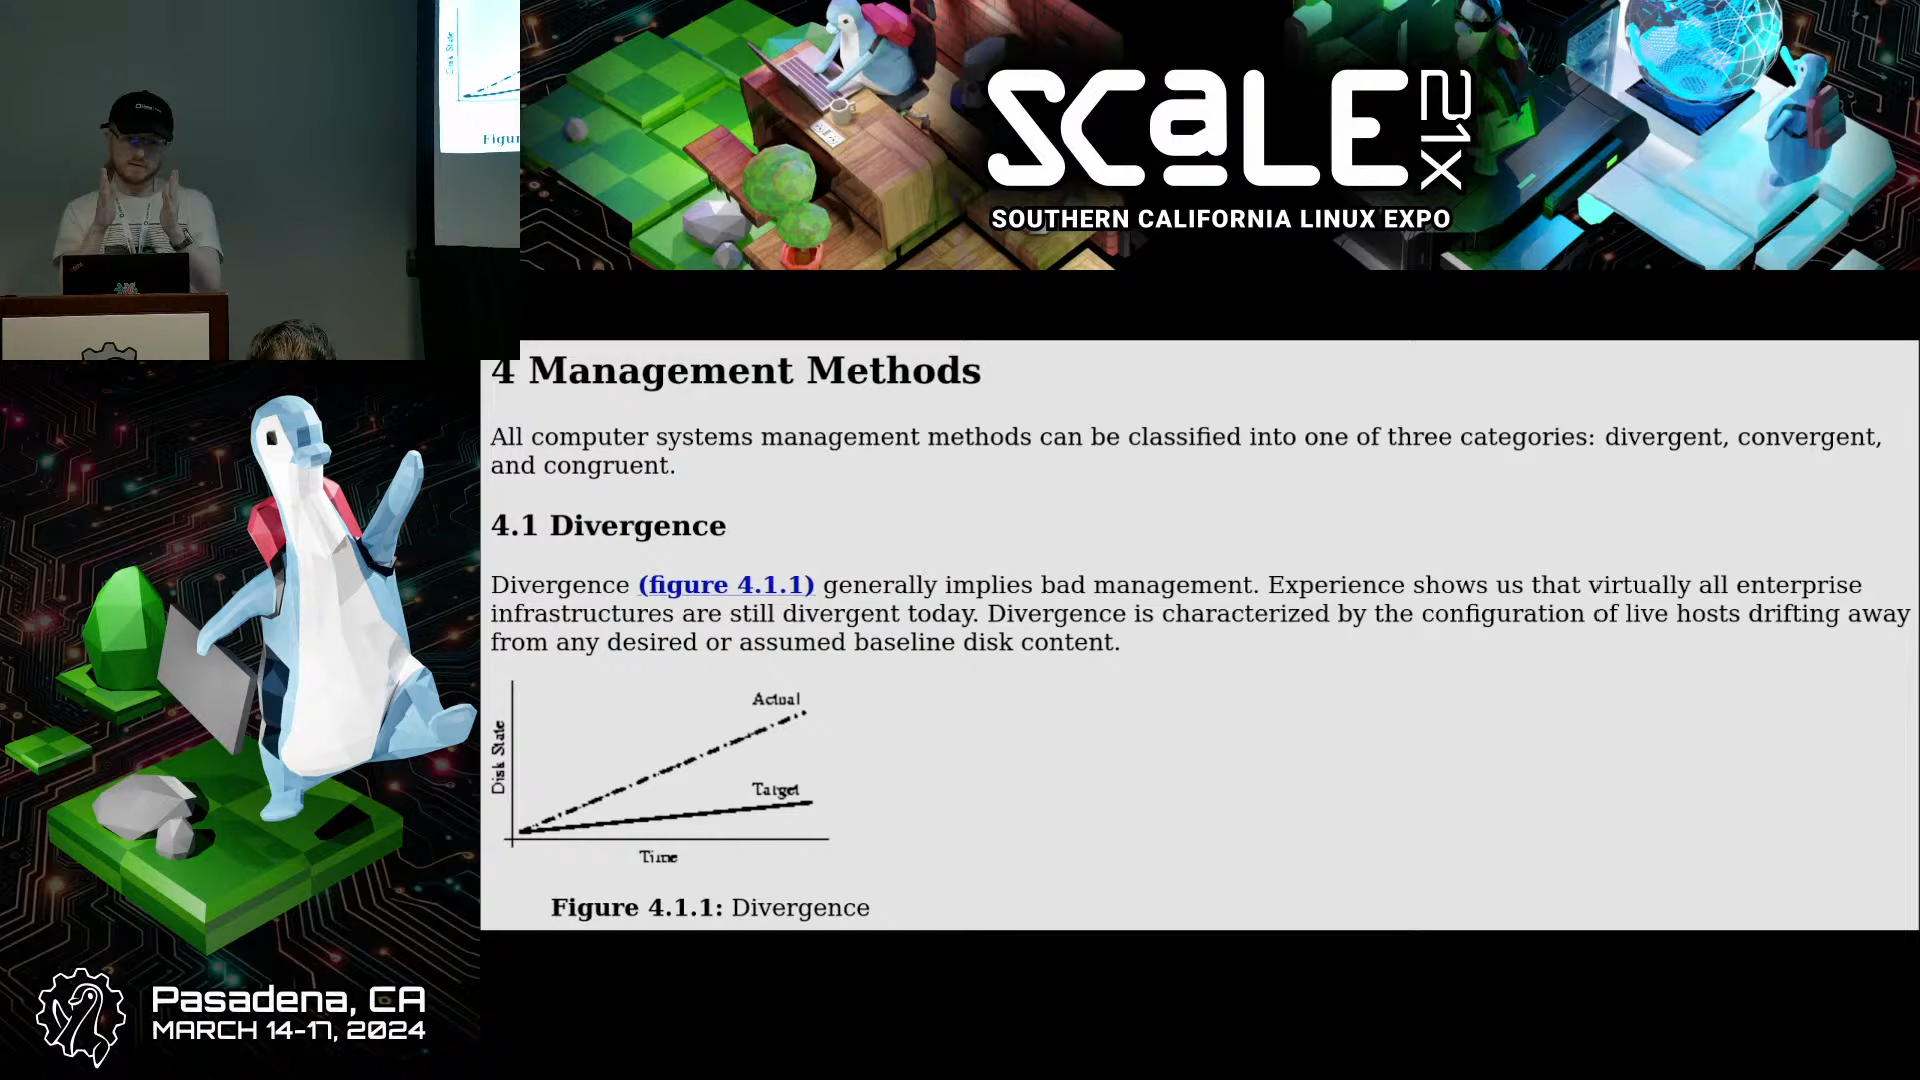 Disk State
Figur
SCaLE 21X
SOUTHERN CALIFORNIA LINUX EXPO
4 Management Methods
All computer systems management methods can be classified into one of three categories: divergent, convergent,
and congruent.
4.1 Divergence
Divergence (figure 4.1.1) generally implies bad management. Experience shows us that virtually all enterprise
infrastructures are still divergent today. Divergence is characterized by the configuration of live hosts drifting away
from any desired or assumed baseline disk content.
Actual
Disk State
Target
Time
Figure 4.1.1: Divergence
Pasadena, CA
MARCH 14-17, 2024